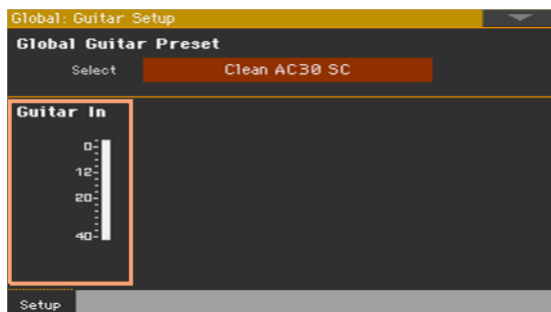 Global: Guitar Setup
Global Guitar Preset
Select Clean AC30 SC
Guitar In
0
12
20
40
Setup